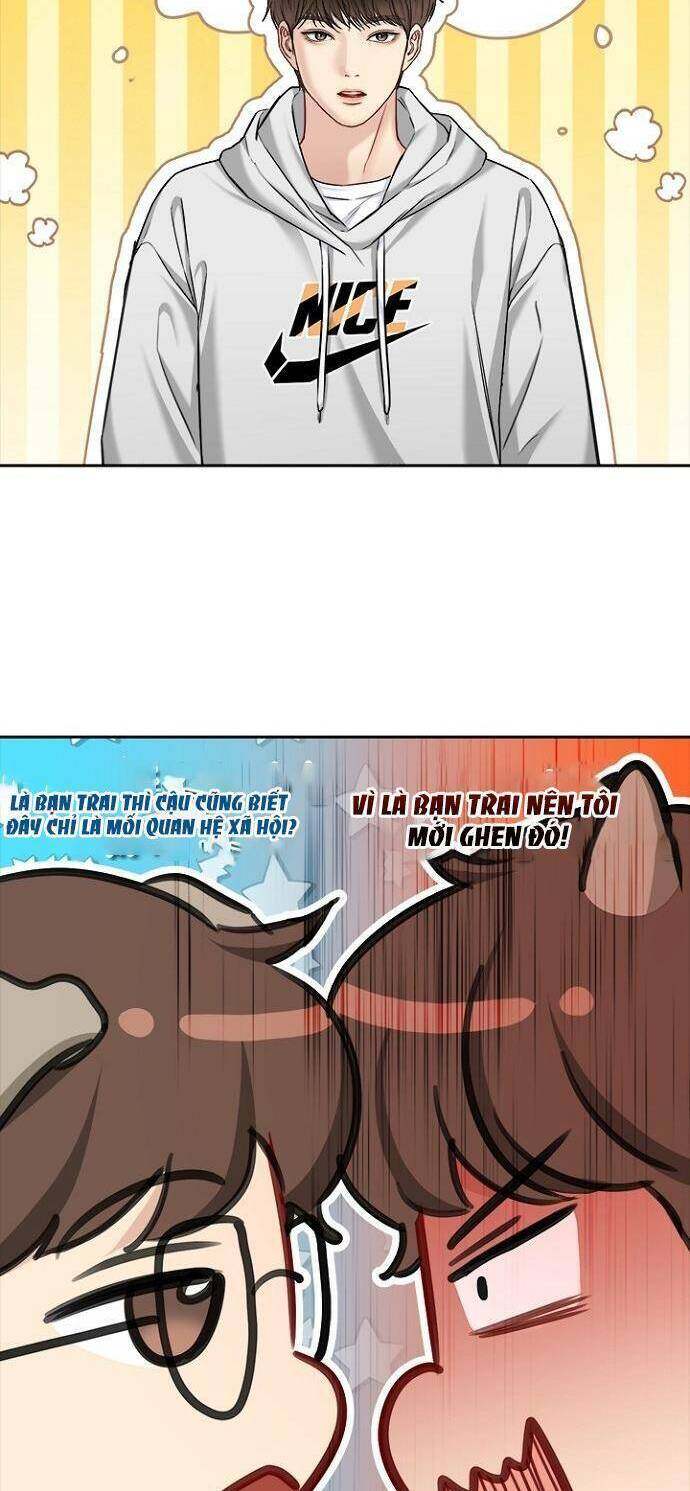 NICE
LÀ BẠN TRAI THÌ CẬU CŨNG BIẾT
ĐÂY CHỈ LÀ MỐI QUAN HỆ XÃ HỘI?
VÌ LÀ BẠN TRAI NÊN TÔI
MỚI GHEN ĐÓ!